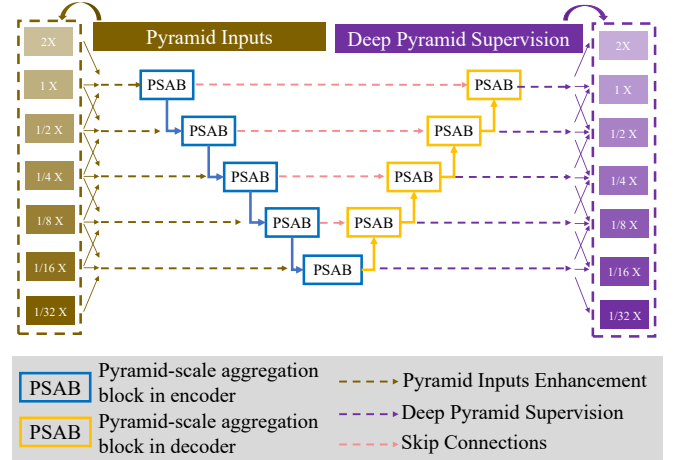 Pyramid Inputs
Deep Pyramid Supervision
2X
1 X
1/2 X
1/4 X
1/8 X
1/16 X
1/32 X
PSAB
PSAB
PSAB
PSAB
PSAB
PSAB
PSAB
PSAB
PSAB
2X
1 X
1/2 X
1/4 X
1/8 X
1/16 X
1/32 X
PSAB
Pyramid-scale aggregation
block in encoder
PSAB
Pyramid-scale aggregation
block in decoder
Pyramid Inputs Enhancement
Deep Pyramid Supervision
Skip Connections